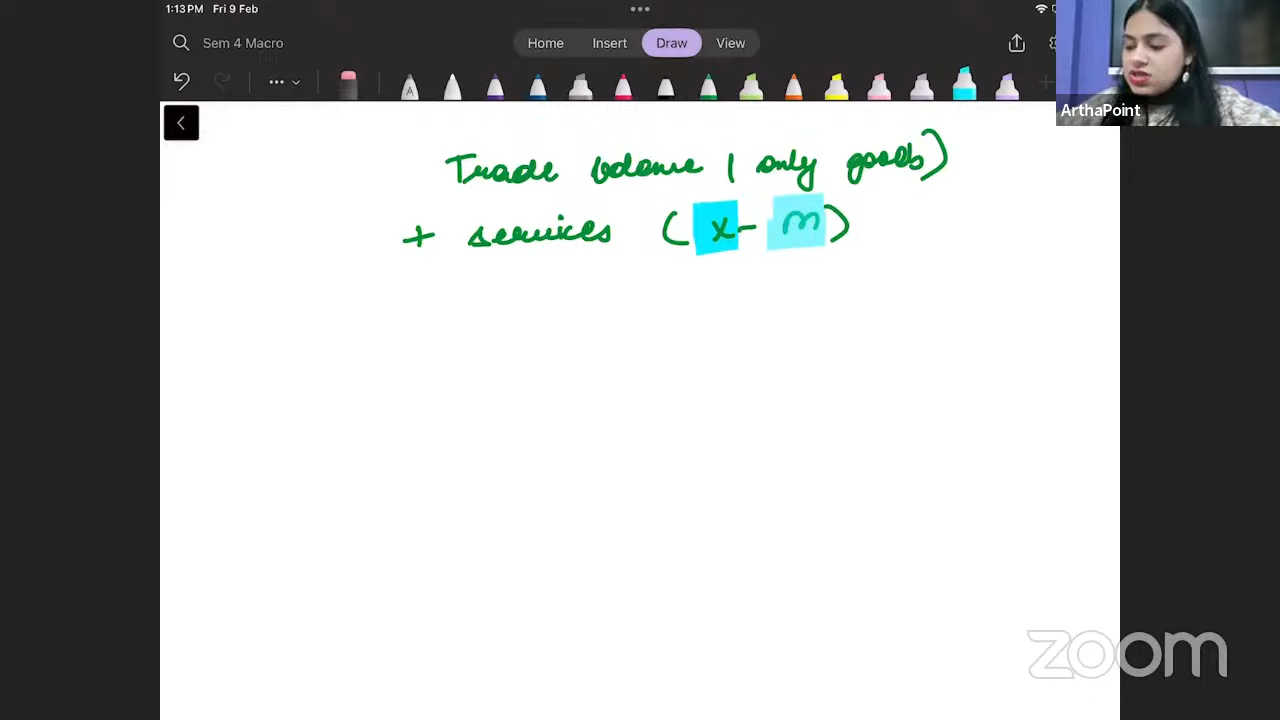 1:13 PM Fri 9 Feb
Sem 4 Macro
Home Insert Draw View
A
ArthaPoint
Trade balance ( only goods)
+ services (x - m)
zoom